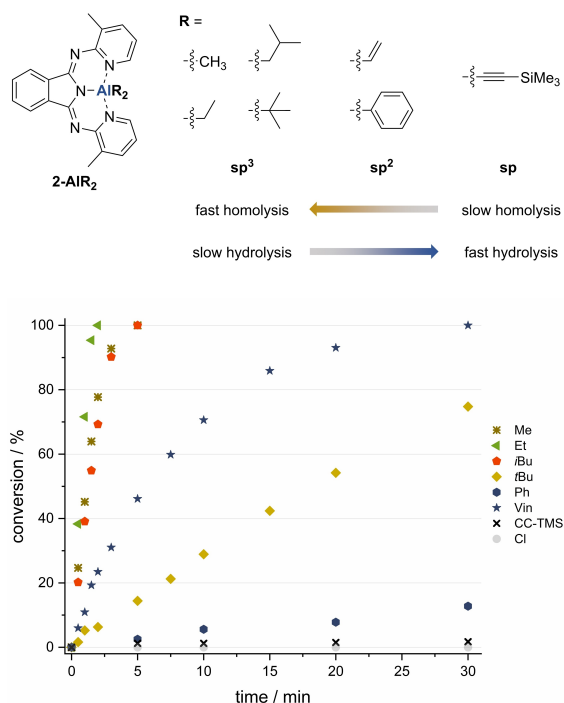 R =
N
N
N
AlR2
N
N
2-AlR2
CH3
SiMe3
sp3
sp2
sp
fast homolysis
slow homolysis
slow hydrolysis
fast hydrolysis
100
80
60
40
20
0
conversion / %
0
5
10
15
20
25
30
time / min
Me
Et
iBu
tBu
Ph
Vin
CC-TMS
Cl